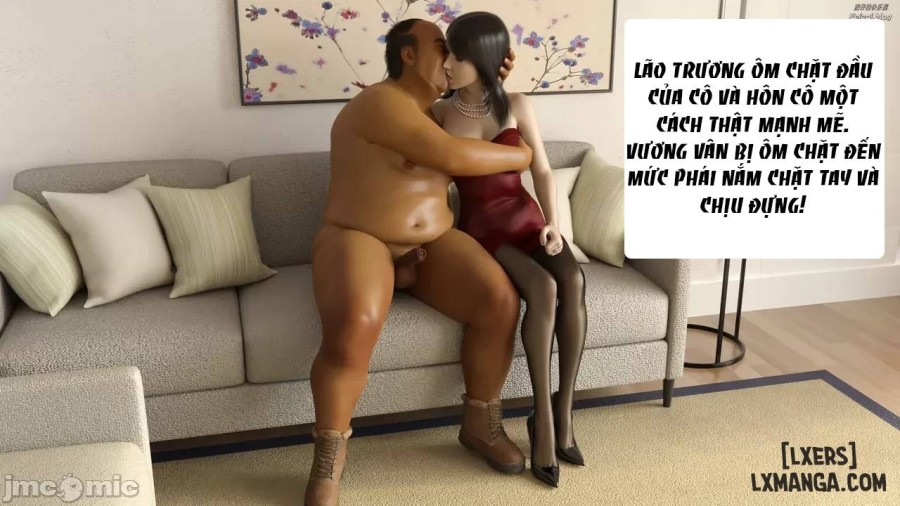 LÃO TRƯƠNG ÔM CHẶT ĐẦU
CỦA CÔ VÀ HÔN CÔ MỘT
CÁCH THẬT MẠNH MẼ.
VƯƠNG VÂN BỊ ÔM CHẶT ĐẾN
MỨC PHẢI NẮM CHẶT TAY VÀ
CHỊU ĐỰNG!
[LXERS]
LXMANGA.COM
jmcomic